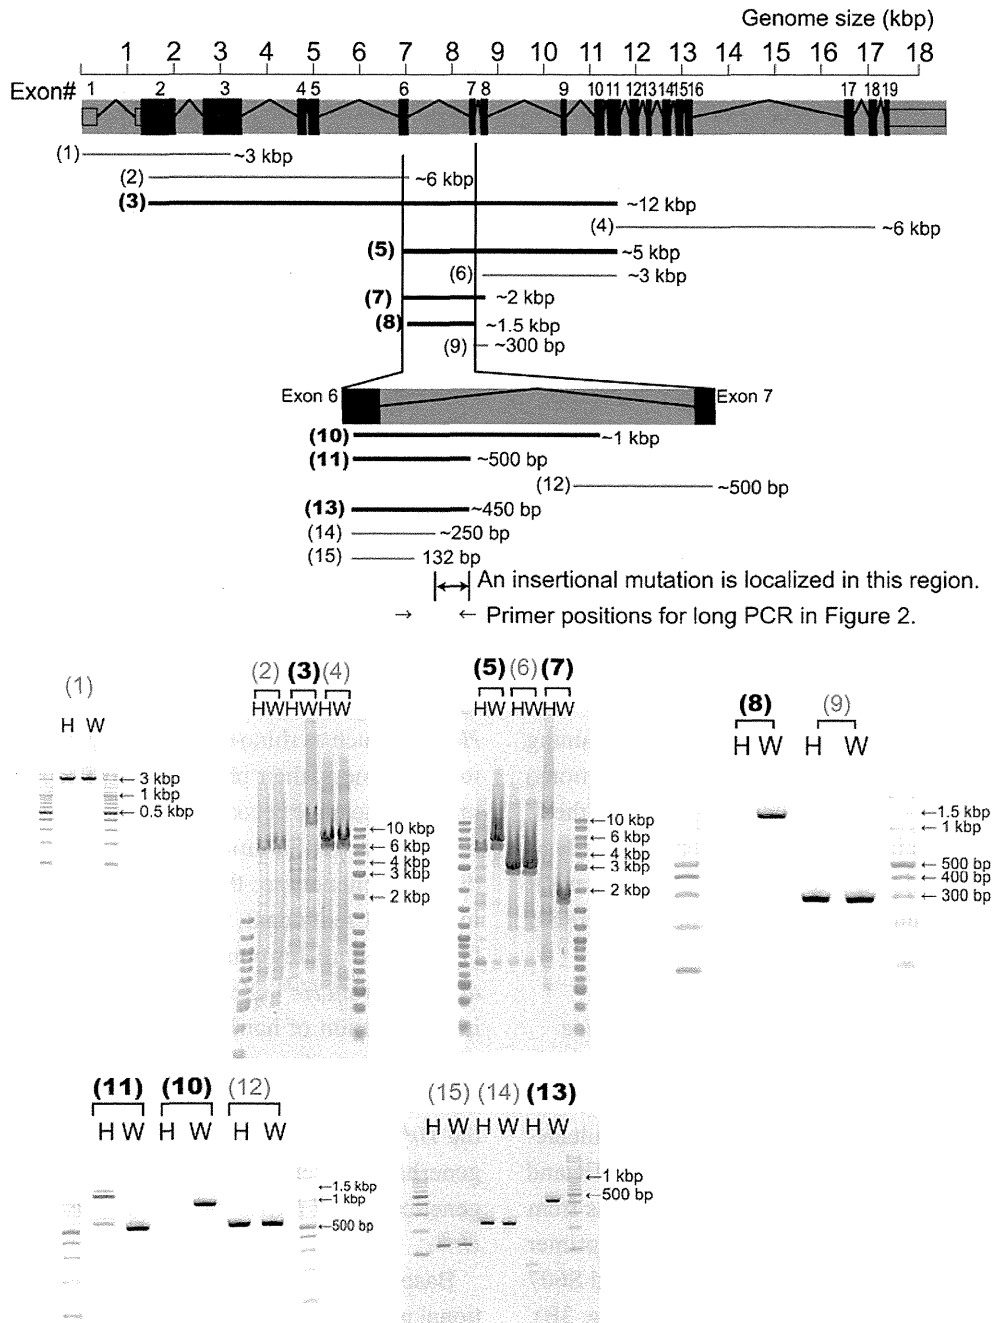 Genome size (kbp)
1 2 3 4 5 6 7 8 9 10 11 12 13 14 15 16 17 18
Exon# 1 2 3 4 5 6 7 8 9 10 11 12 13 14 15 16 17 18 19
(1) ~3 kbp
(2) ~6 kbp
(3) ~12 kbp
(4) ~6 kbp
(5) ~5 kbp
(6) ~3 kbp
(7) ~2 kbp
(8) ~1.5 kbp
(9) ~300 bp
Exon 6 Exon 7
(10) ~1 kbp
(11) ~500 bp
(12) ~500 bp
(13) ~450 bp
(14) ~250 bp
(15) 132 bp
An insertional mutation is localized in this region.
→ ← Primer positions for long PCR in Figure 2.
(1)
H W
←3 kbp
←1 kbp
←0.5 kbp
(2) (3) (4)
HW HW HW
←10 kbp
←6 kbp
←4 kbp
←3 kbp
←2 kbp
(5) (6) (7)
HW HW HW
←10 kbp
←6 kbp
←4 kbp
←3 kbp
←2 kbp
(8) (9)
H W H W
←1.5 kbp
←1 kbp
←500 bp
←400 bp
←300 bp
(11) (10) (12)
H W H W H W
←1.5 kbp
←1 kbp
←500 bp
(15) (14) (13)
H W H W H W
←1 kbp
←500 bp